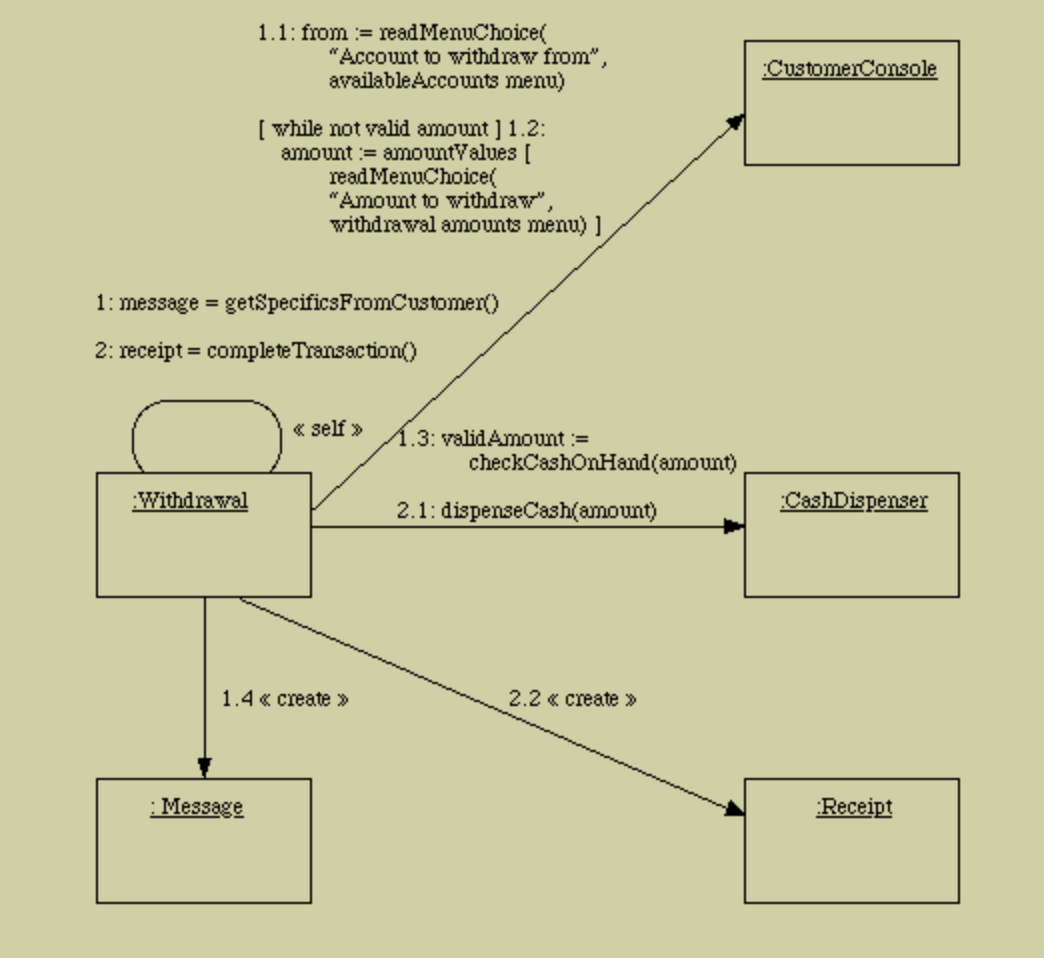 1.1: from := readMenuChoice(
"Account to withdraw from",
availableAccounts menu)
:CustomerConsole
[ while not valid amount ] 1.2:
amount := amountValues [
readMenuChoice(
"Amount to withdraw",
withdrawal amounts menu) ]
1: message = getSpecificsFromCustomer()
2: receipt = completeTransaction()
« self »
1.3: validAmount :=
checkCashOnHand(amount)
:Withdrawal
2.1: dispenseCash(amount)
:CashDispenser
1.4 « create »
2.2 « create »
: Message
:Receipt